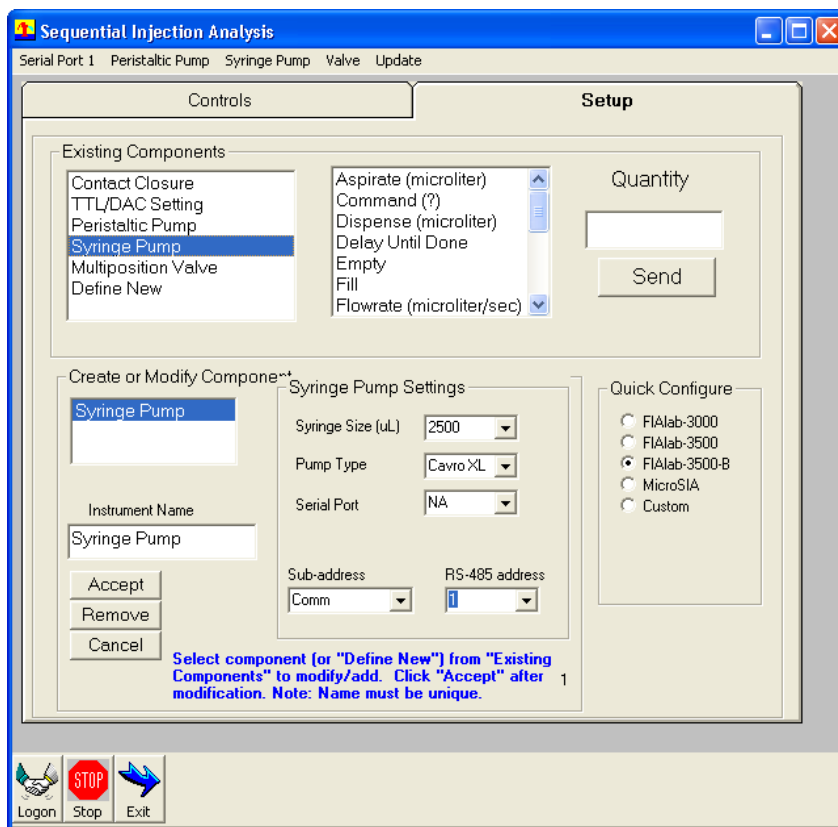 Sequential Injection Analysis
Serial Port 1 Peristaltic Pump Syringe Pump Valve Update
Controls Setup
Existing Components
Contact Closure
TTL/DAC Setting
Peristaltic Pump
Syringe Pump
Multiposition Valve
Define New
Aspirate (microliter)
Command (?)
Dispense (microliter)
Delay Until Done
Empty
Fill
Flowrate (microliter/sec)
Quantity
Send
Create or Modify Component
Syringe Pump
Instrument Name
Syringe Pump
Accept
Remove
Cancel
Syringe Pump Settings
Syringe Size (uL) 2500
Pump Type Cavro XL
Serial Port NA
Sub-address RS-485 address
Comm 1
Quick Configure
FIAlab-3000
FIAlab-3500
FIAlab-3500-B
MicroSIA
Custom
Select component (or "Define New") from "Existing
Components" to modify/add. Click "Accept" after 1
modification. Note: Name must be unique.
STOP
Logon Stop Exit